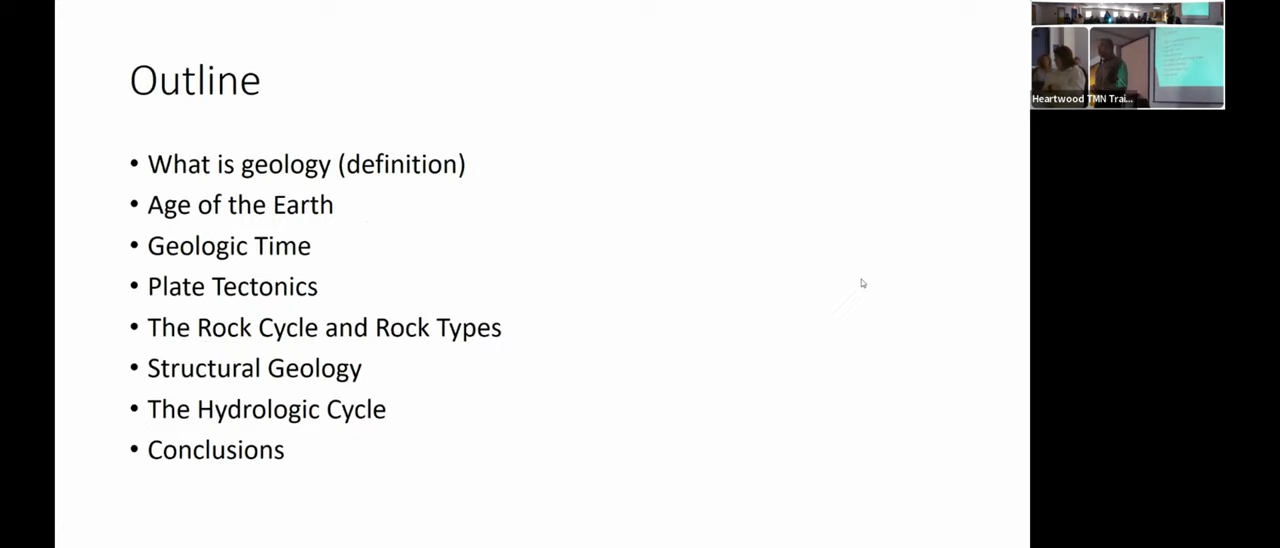 Outline
• What is geology (definition)
• Age of the Earth
• Geologic Time
• Plate Tectonics
• The Rock Cycle and Rock Types
• Structural Geology
• The Hydrologic Cycle
• Conclusions
Heartwood TMN Trai...